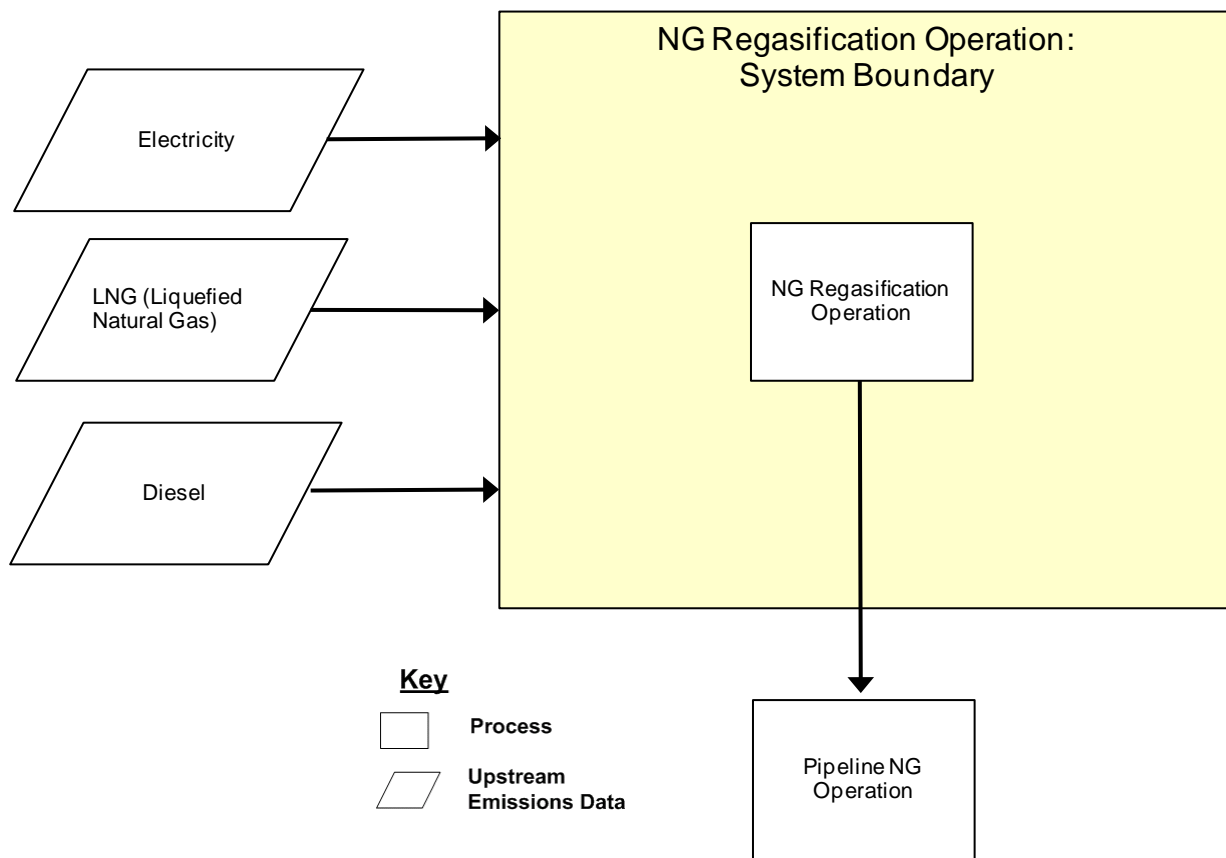 NG Regasification Operation:
System Boundary
Electricity
LNG (Liquefied
Natural Gas)
NG Regasification
Operation
Diesel
Key
Process
Upstream
Emissions Data
Pipeline NG
Operation